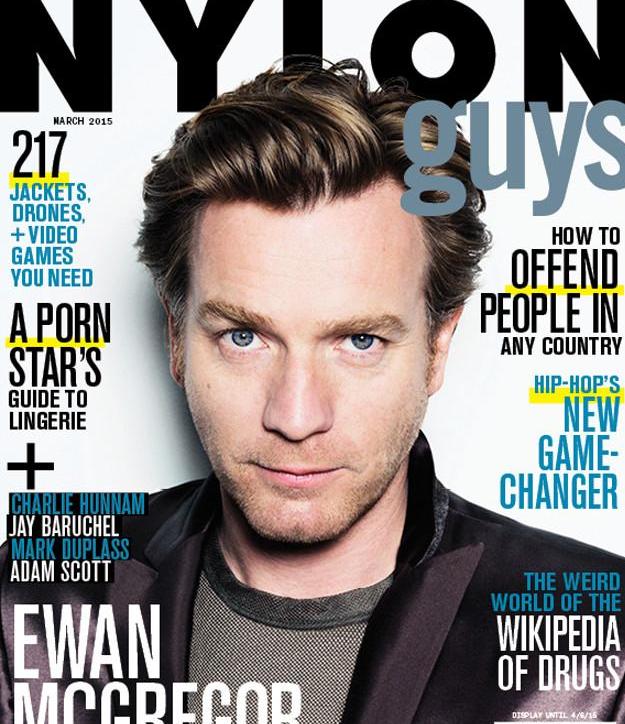 NYLON
guys
MARCH 2015
217
JACKETS,
DRONES,
+ VIDEO
GAMES
YOU NEED
A PORN
STAR'S
GUIDE TO
LINGERIE
+
CHARLIE HUNNAM
JAY BARUCHEL
MARK DUPLASS
ADAM SCOTT
EWAN
MCGREGOR
HOW TO
OFFEND
PEOPLE IN
ANY COUNTRY
HIP-HOP'S
NEW
GAME-
CHANGER
THE WEIRD
WORLD OF THE
WIKIPEDIA
OF DRUGS
DISPLAY UNTIL 4/6/15